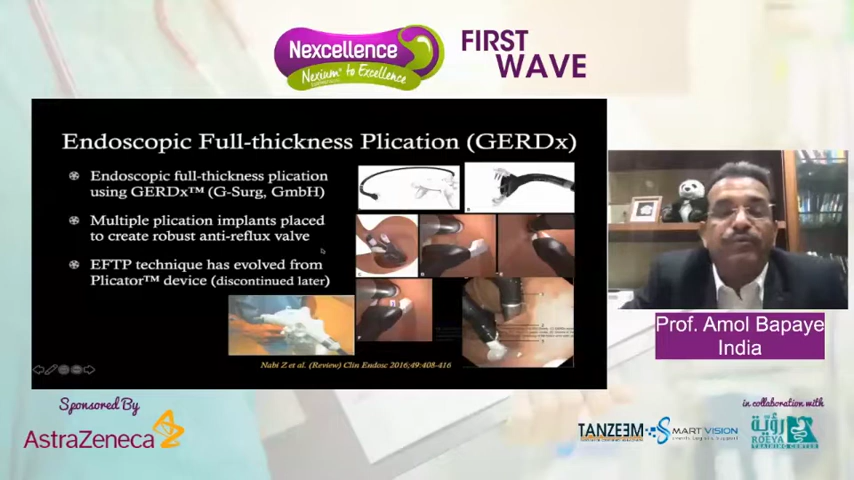 Nexcellence
Nexium® to Excellence
FIRST
WAVE
Endoscopic Full-thickness Plication (GERDx)
Endoscopic full-thickness plication
using GERDx™ (G-Surg, GmbH)
Multiple plication implants placed
to create robust anti-reflux valve
EFTP technique has evolved from
Plicator™ device (discontinued later)
Nabi Z et al. (Review) Clin Endosc 2016;49:408-416
Prof. Amol Bapaye
India
Sponsored By
AstraZeneca
TANZEEM
SMART VISION
in collaboration with
رؤية
ROEYA
TRAINING CENTER